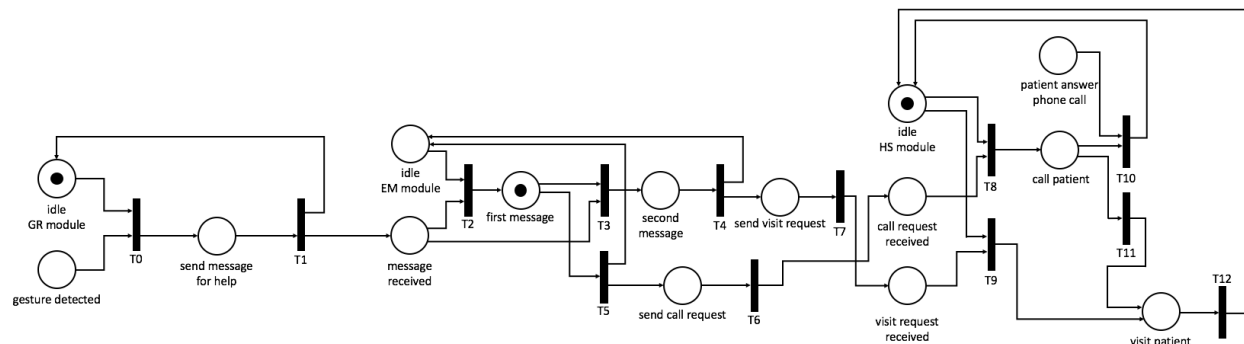 patient answer
phone call
idle
HS module
T8
call patient
T10
idle
EM module
T2
first message
T3
second
message
T4
send visit request
T7
call request
received
T11
idle
GR module
T0
send message
for help
T1
message
received
T9
gesture detected
T5
send call request
T6
visit request
received
T12
visit patient